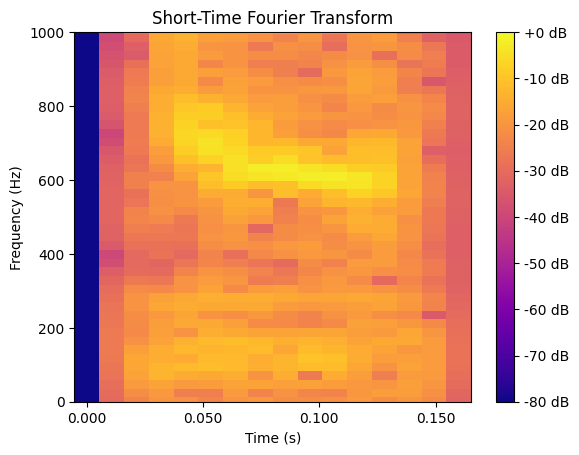 Short-Time Fourier Transform
Frequency (Hz)
1000
800
600
400
200
0
0.000
0.050
0.100
0.150
Time (s)
+0 dB
-10 dB
-20 dB
-30 dB
-40 dB
-50 dB
-60 dB
-70 dB
-80 dB